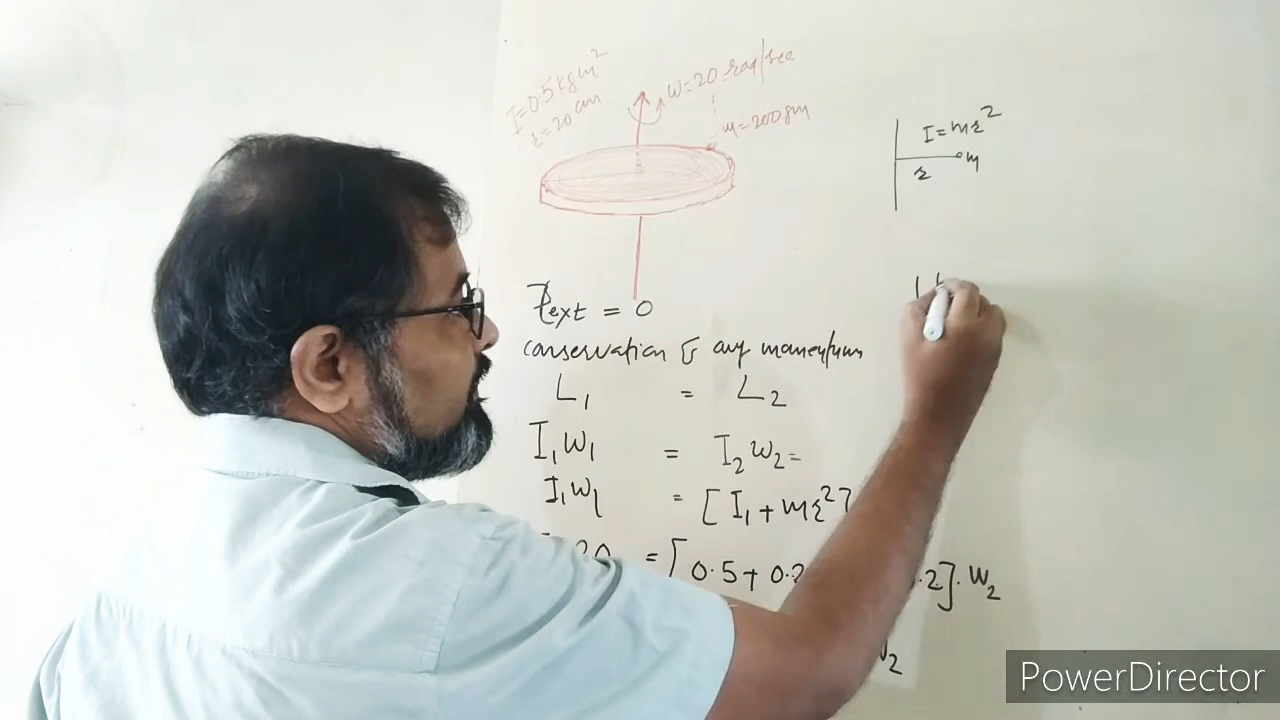 I=0.5kgm²
r=20cm
ω=20 rad/sec
m=200gm
I=mr²
r
m
τext = 0
conservation of ang momentum
L₁ = L₂
I₁ω₁ = I₂ω₂=
I₁ω₁ = [I₁+mr²]
20 = [0.5+0.2 .2].ω₂
ω₂
PowerDirector